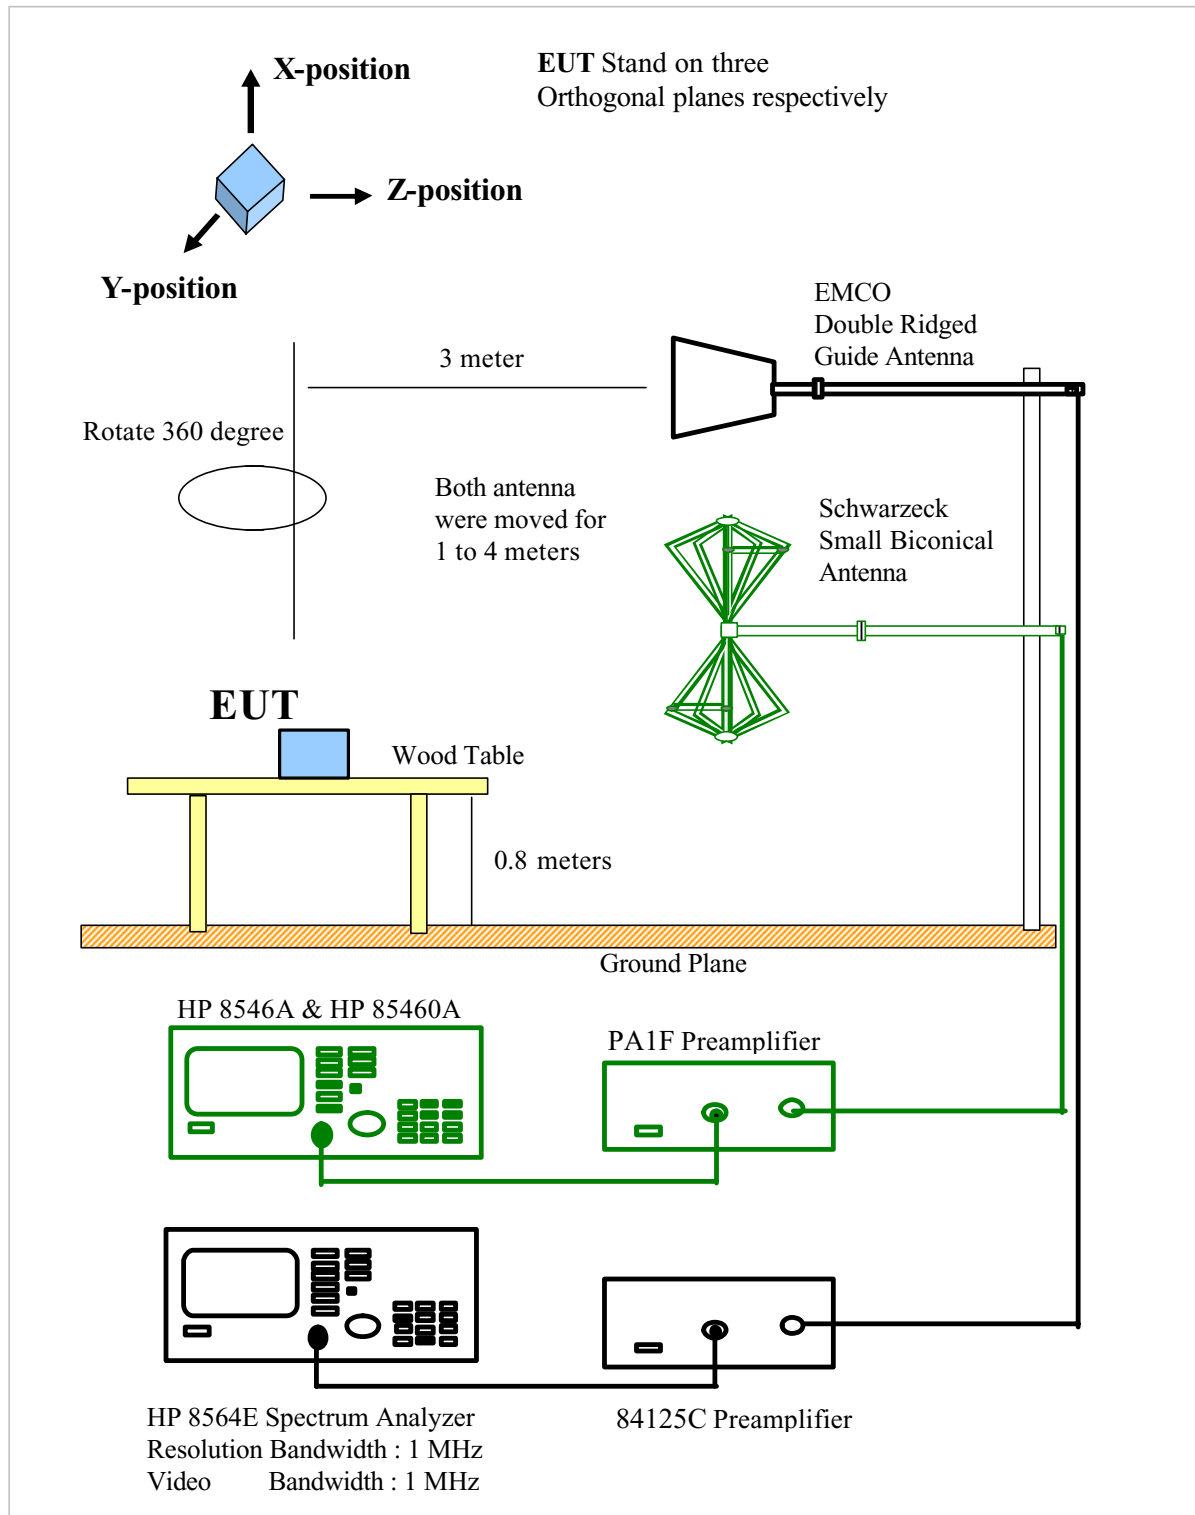 X-position
EUT Stand on three
Orthogonal planes respectively
Z-position
Y-position
EMCO
Double Ridged
Guide Antenna
3 meter
Rotate 360 degree
Both antenna
were moved for
1 to 4 meters
Schwarzeck
Small Biconical
Antenna
EUT
Wood Table
0.8 meters
Ground Plane
HP 8546A & HP 85460A
PA1F Preamplifier
HP 8564E Spectrum Analyzer
Resolution Bandwidth : 1 MHz
Video Bandwidth : 1 MHz
84125C Preamplifier